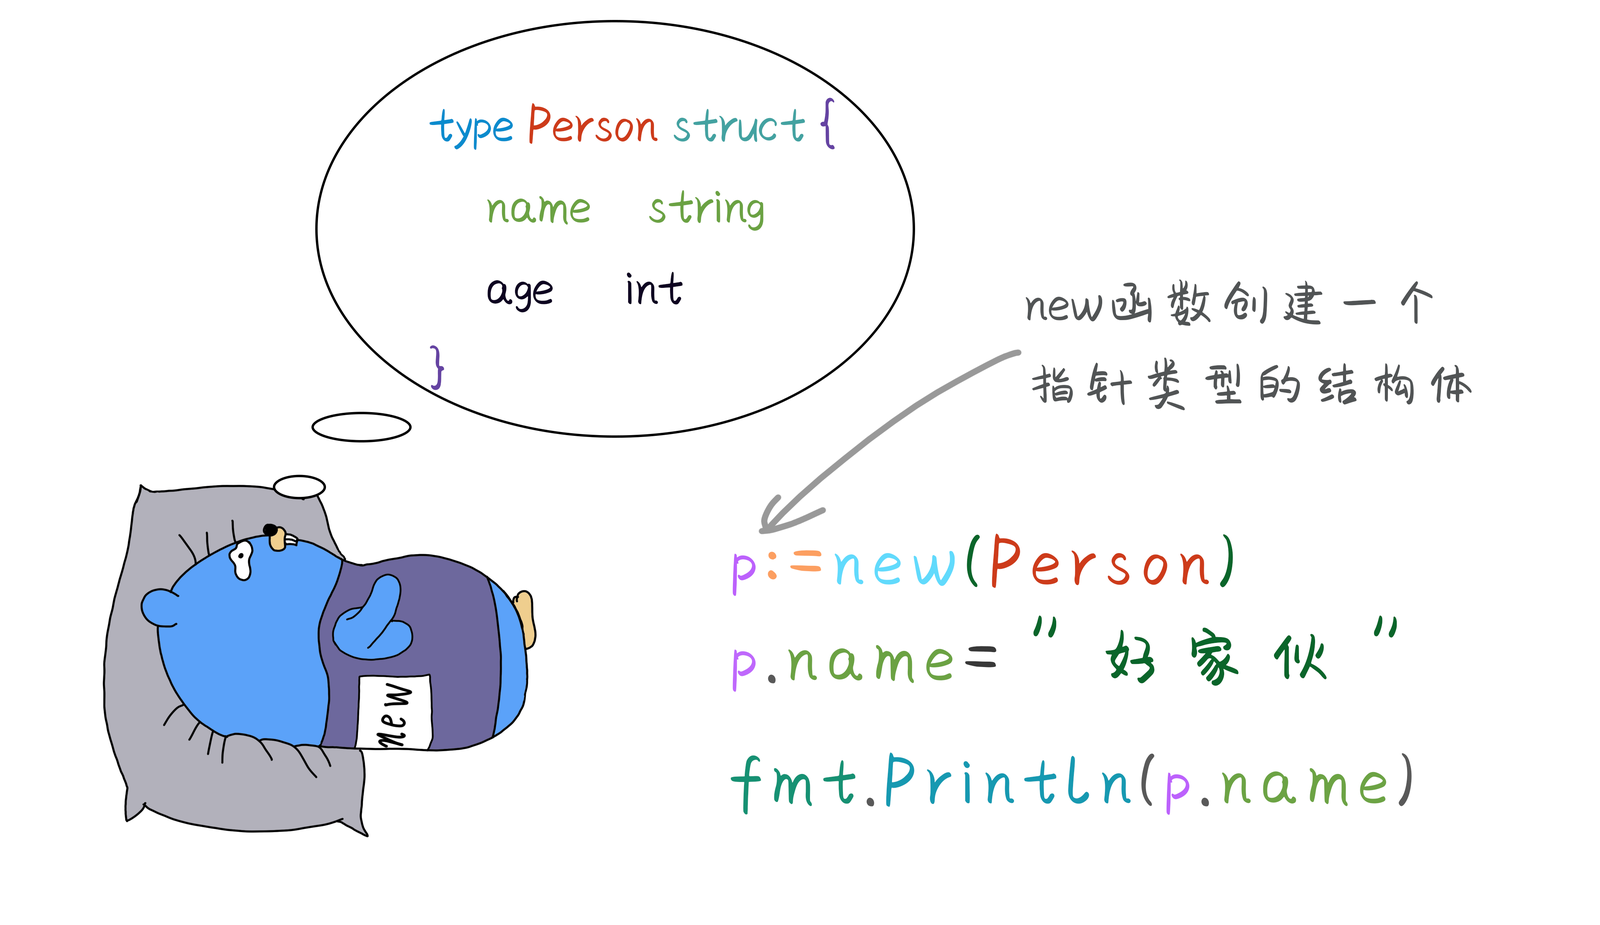 type Person struct {
name string
age int
}
new函数创建一个
指针类型的结构体
p:=new(Person)
p.name="好家伙"
fmt.Println(p.name)
new